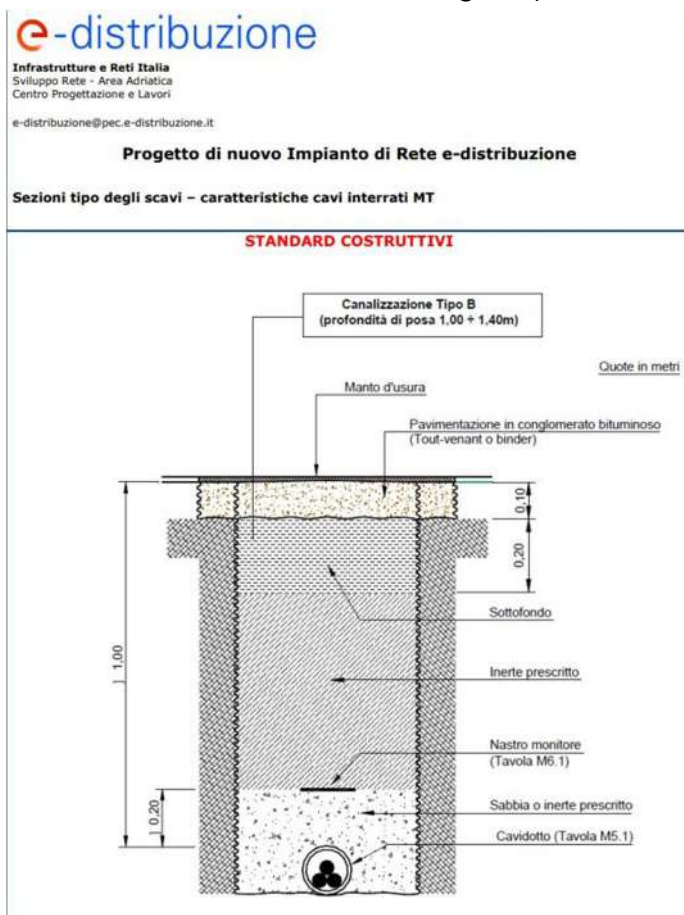 e-distribuzione
Infrastrutture e Reti Italia
Sviluppo Rete - Area Adriatica
Centro Progettazione e Lavori
e-distribuzione@pec.e-distribuzione.it
Progetto di nuovo Impianto di Rete e-distribuzione
Sezioni tipo degli scavi – caratteristiche cavi interrati MT
STANDARD COSTRUTTIVI
Canalizzazione Tipo B
(profondità di posa 1,00 ÷ 1,40m)
Quote in metri
Manto d'usura
Pavimentazione in conglomerato bituminoso
(Tout-venant o binder)
0,10
0,20
Sottofondo
1,00
Inerte prescritto
Nastro monitore
(Tavola M6.1)
0,20
Sabbia o inerte prescritto
Cavidotto (Tavola M5.1)